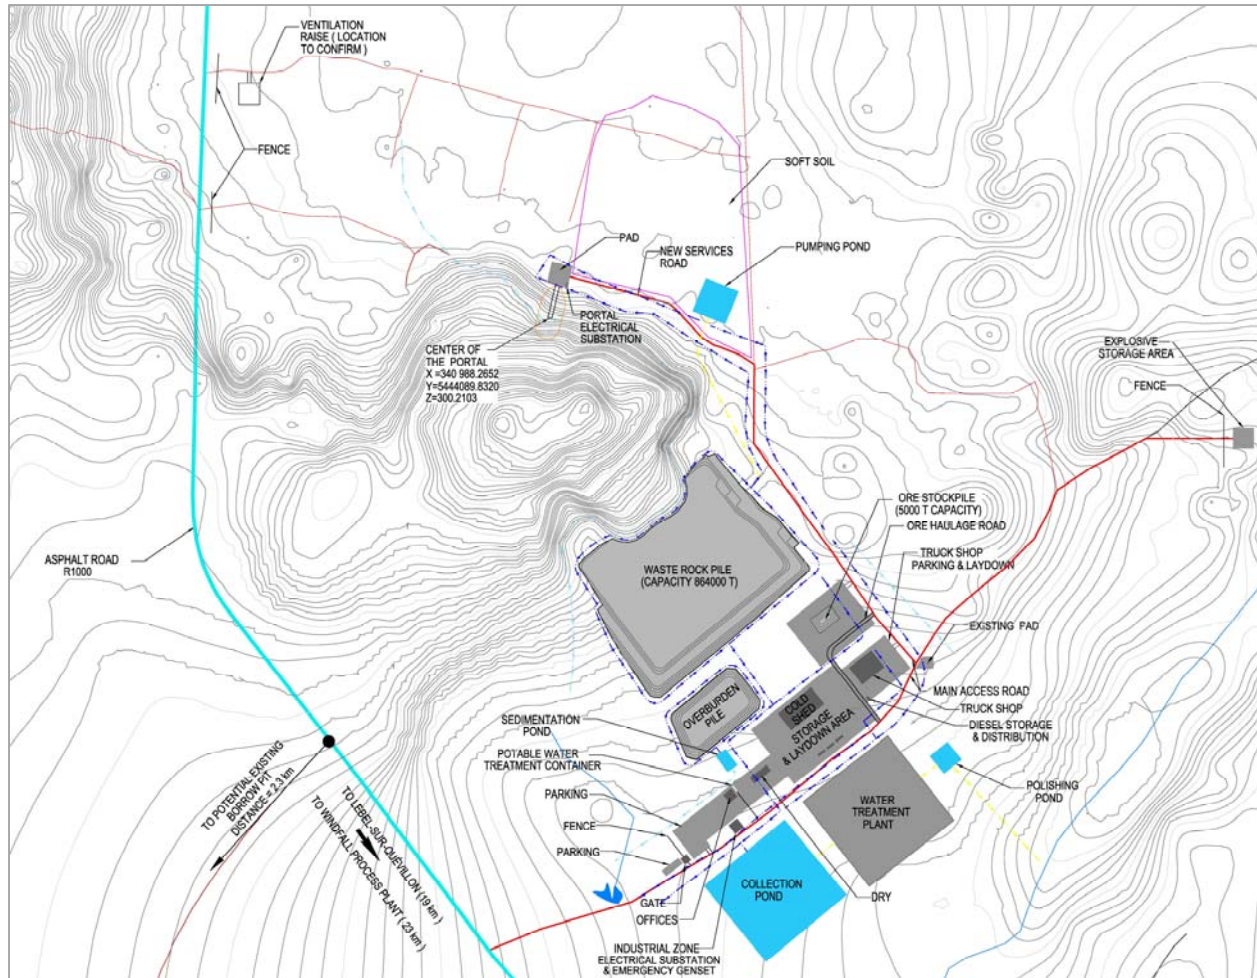 VENTILATION
RAISE ( LOCATION
TO CONFIRM )
FENCE
SOFT SOIL
PAD
NEW SERVICES
ROAD
PUMPING POND
PORTAL
ELECTRICAL
SUBSTATION
CENTER OF
THE PORTAL
X =340 988.2652
Y=5444089.8320
Z=300.2103
EXPLOSIVE
STORAGE AREA
FENCE
ORE STOCKPILE
(5000 T CAPACITY)
ORE HAULAGE ROAD
TRUCK SHOP
PARKING & LAYDOWN
ASPHALT ROAD
R1000
WASTE ROCK PILE
(CAPACITY 864000 T)
EXISTING PAD
MAIN ACCESS ROAD
TRUCK SHOP
DIESEL STORAGE
& DISTRIBUTION
OVERBURDEN
PILE
COLD
SHED
STORAGE
& LAYDOWN AREA
SEDIMENTATION
POND
POTABLE WATER
TREATMENT CONTAINER
PARKING
FENCE
PARKING
TO POTENTIAL EXISTING
BORROW PIT
DISTANCE = 2.3 km
TO LEBEL-SUR-QUÉVILLON (19 km )
TO WINDFALL PROCESS PLANT ( 23 km )
WATER
TREATMENT
PLANT
POLISHING
POND
COLLECTION
POND
DRY
GATE
OFFICES
INDUSTRIAL ZONE
ELECTRICAL SUBSTATION
& EMERGENCY GENSET